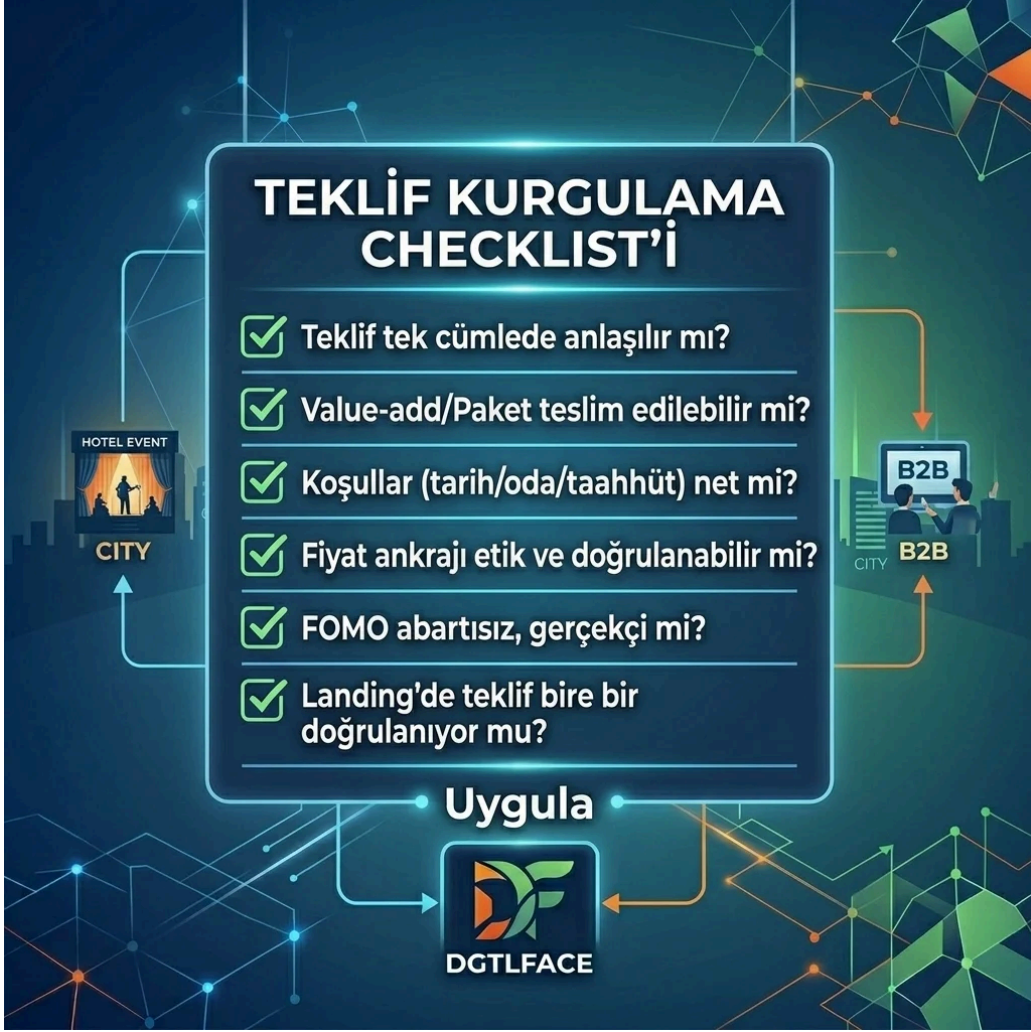 TEKLİF KURGULAMA
CHECKLIST'İ
Teklif tek cümlede anlaşılır mı?
Value-add/Paket teslim edilebilir mi?
Koşullar (tarih/oda/taahhüt) net mi?
Fiyat ankrajı etik ve doğrulanabilir mi?
FOMO abartısız, gerçekçi mi?
Landing'de teklif bire bir
doğrulanıyor mu?
HOTEL EVENT
CITY
B2B
CITY
B2B
Uygula
DF
DGTLFACE